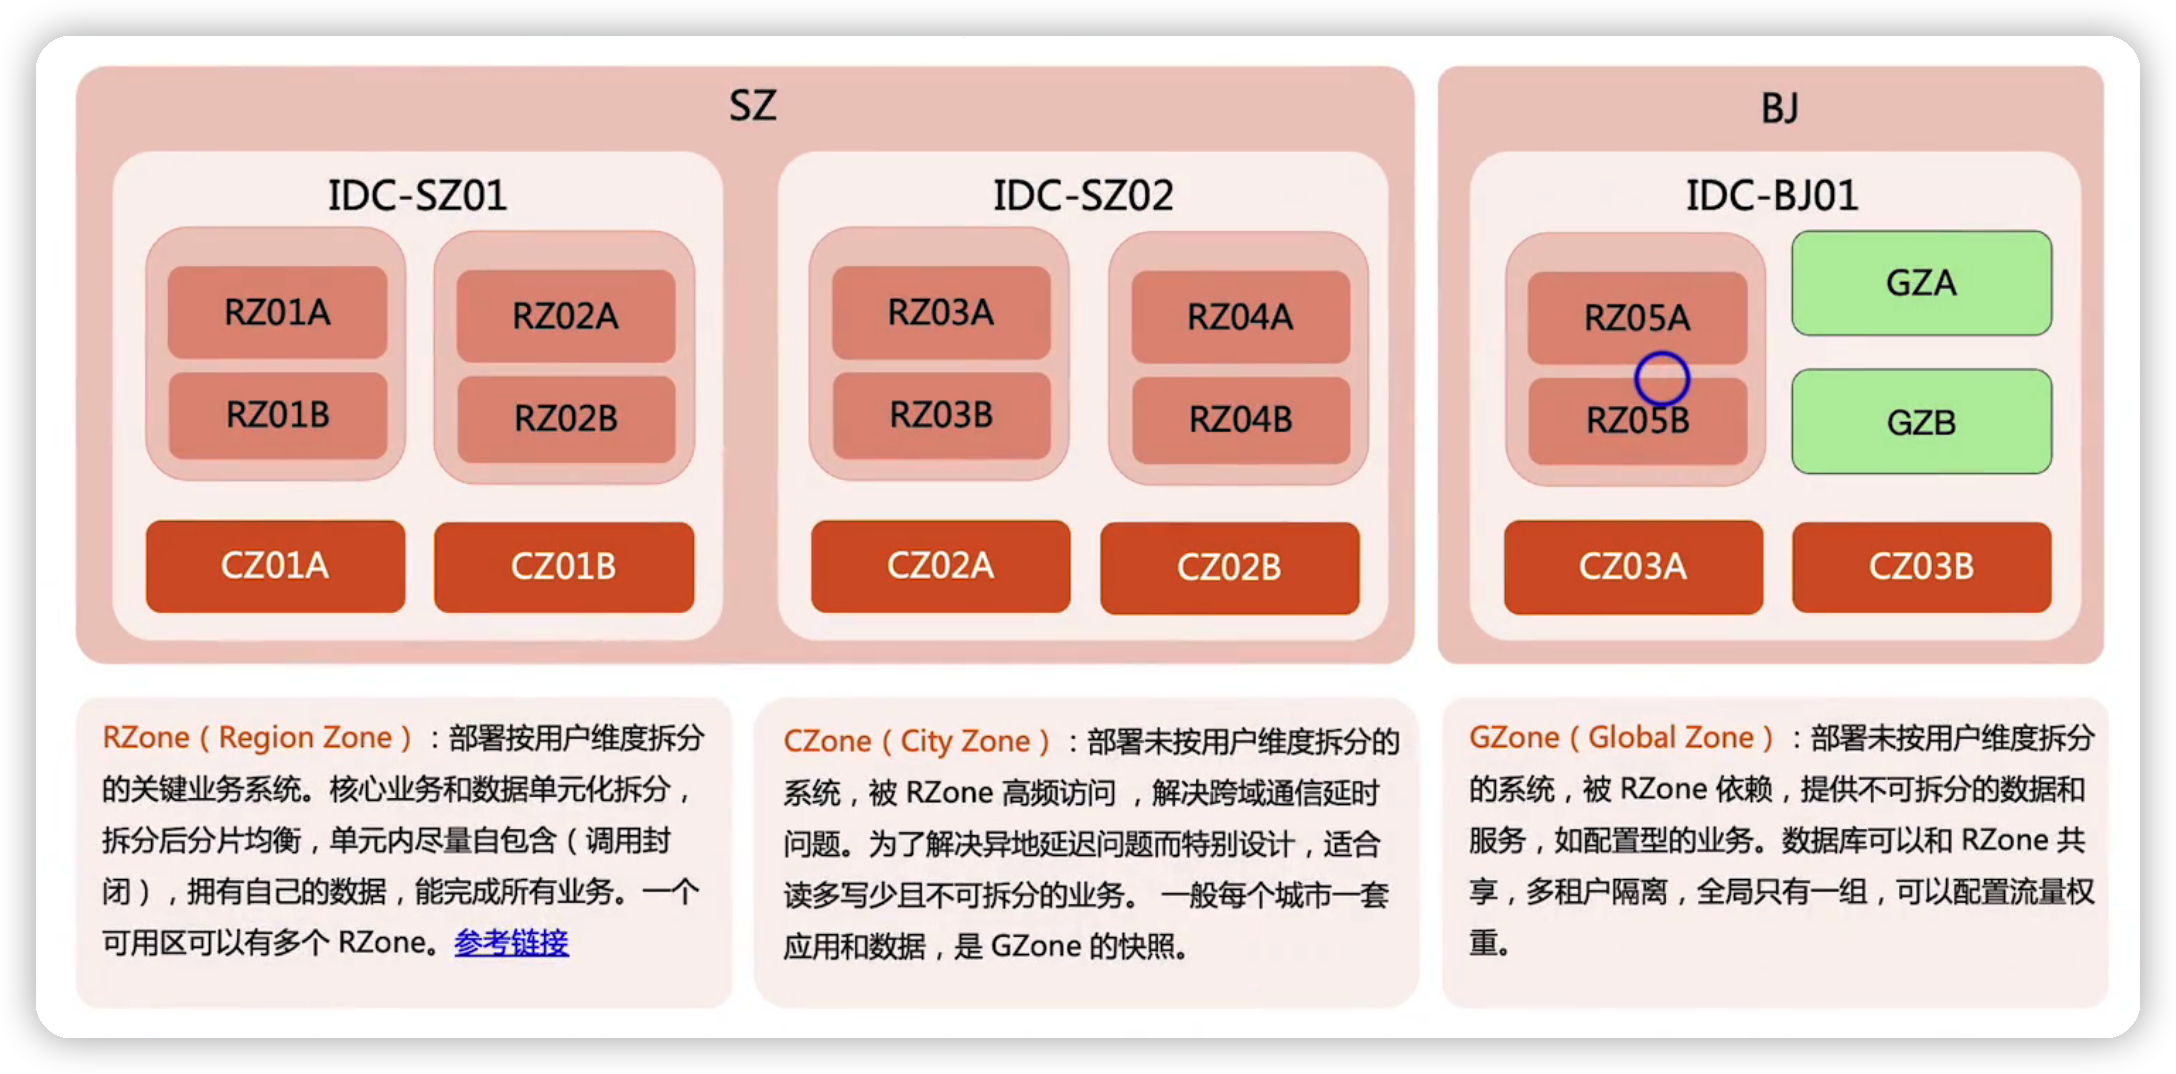 SZ
IDC-SZ01
RZ01A
RZ01B
RZ02A
RZ02B
CZ01A
CZ01B
IDC-SZ02
RZ03A
RZ03B
RZ04A
RZ04B
CZ02A
CZ02B
BJ
IDC-BJ01
RZ05A
RZ05B
GZA
GZB
CZ03A
CZ03B
RZone（Region Zone）：部署按用户维度拆分
的关键业务系统。核心业务和数据单元化拆分，
拆分后分片均衡，单元内尽量自包含（调用封
闭），拥有自己的数据，能完成所有业务。一个
可用区可以有多个 RZone。参考链接
CZone（City Zone）：部署未按用户维度拆分的
系统，被 RZone 高频访问 ，解决跨域通信延时
问题。为了解决异地延迟问题而特别设计，适合
读多写少且不可拆分的业务。 一般每个城市一套
应用和数据，是 GZone 的快照。
GZone（Global Zone）：部署未按用户维度拆分
的系统，被 RZone 依赖，提供不可拆分的数据和
服务，如配置型的业务。数据库可以和 RZone 共
享，多租户隔离，全局只有一组，可以配置流量权
重。